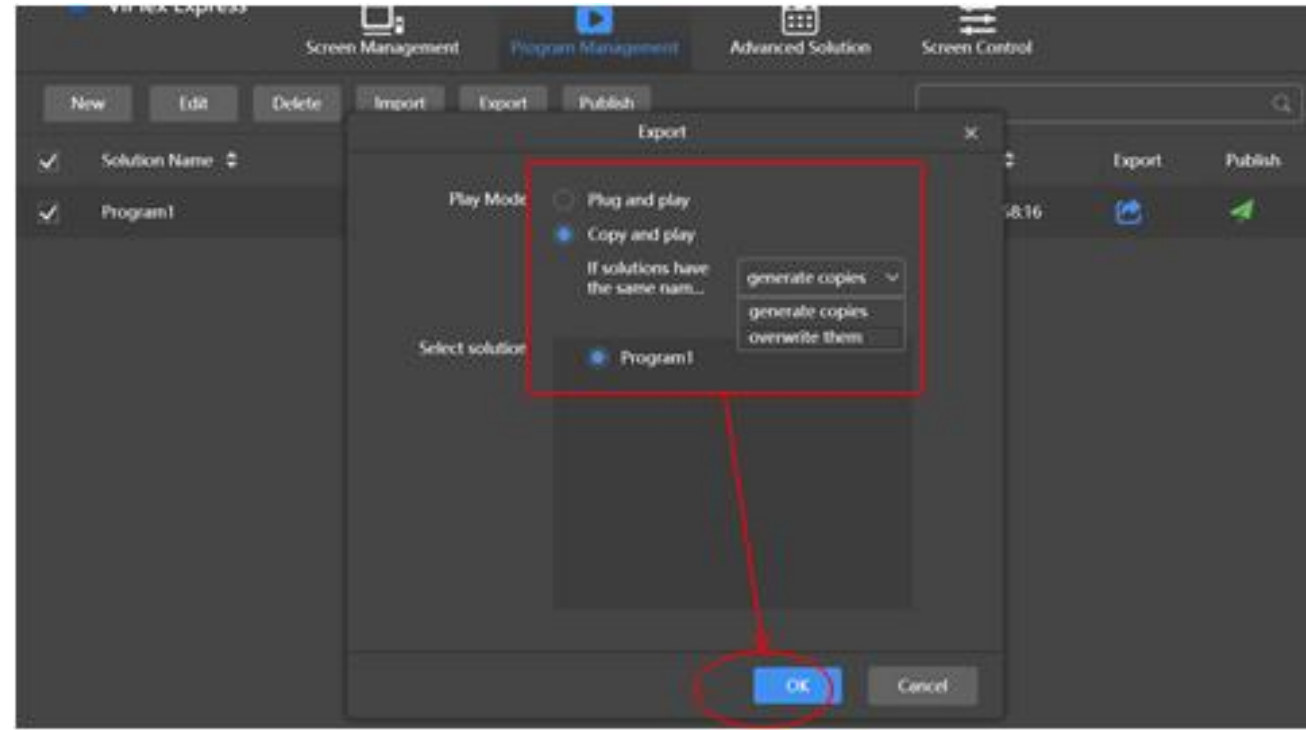 Express
Screen Management
Program Management
Advanced Solution
Screen Control
New
Edit
Delete
Import
Export
Publish
Export
Solution Name
Export
Publish
Program1
58:16
Play Mode
Plug and play
Copy and play
If solutions have
the same nam...
generate copies
generate copies
overwrite them
Select solution
Program1
OK
Cancel